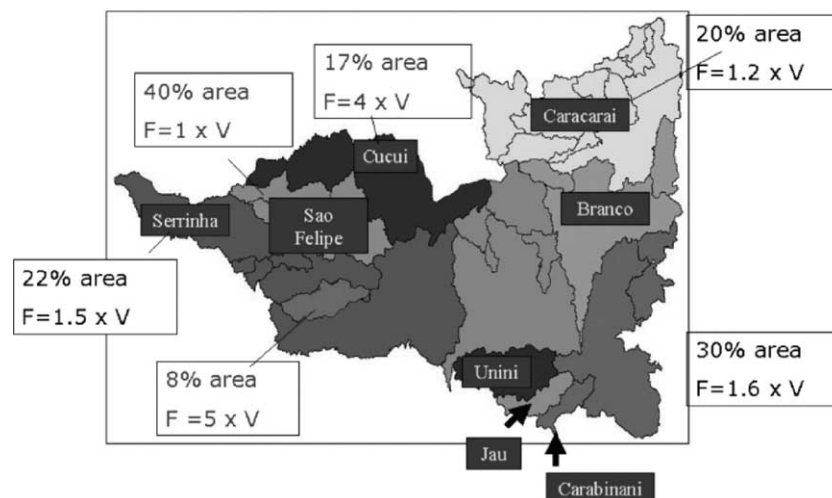 20% area
F=1.2 x V
17% area
F=4 x V
40% area
F=1 x V
Caracarai
Cucui
Serrinha
Sao
Felipe
Branco
22% area
F=1.5 x V
8% area
F =5 x V
Unini
30% area
F=1.6 x V
Jau
Carabinani